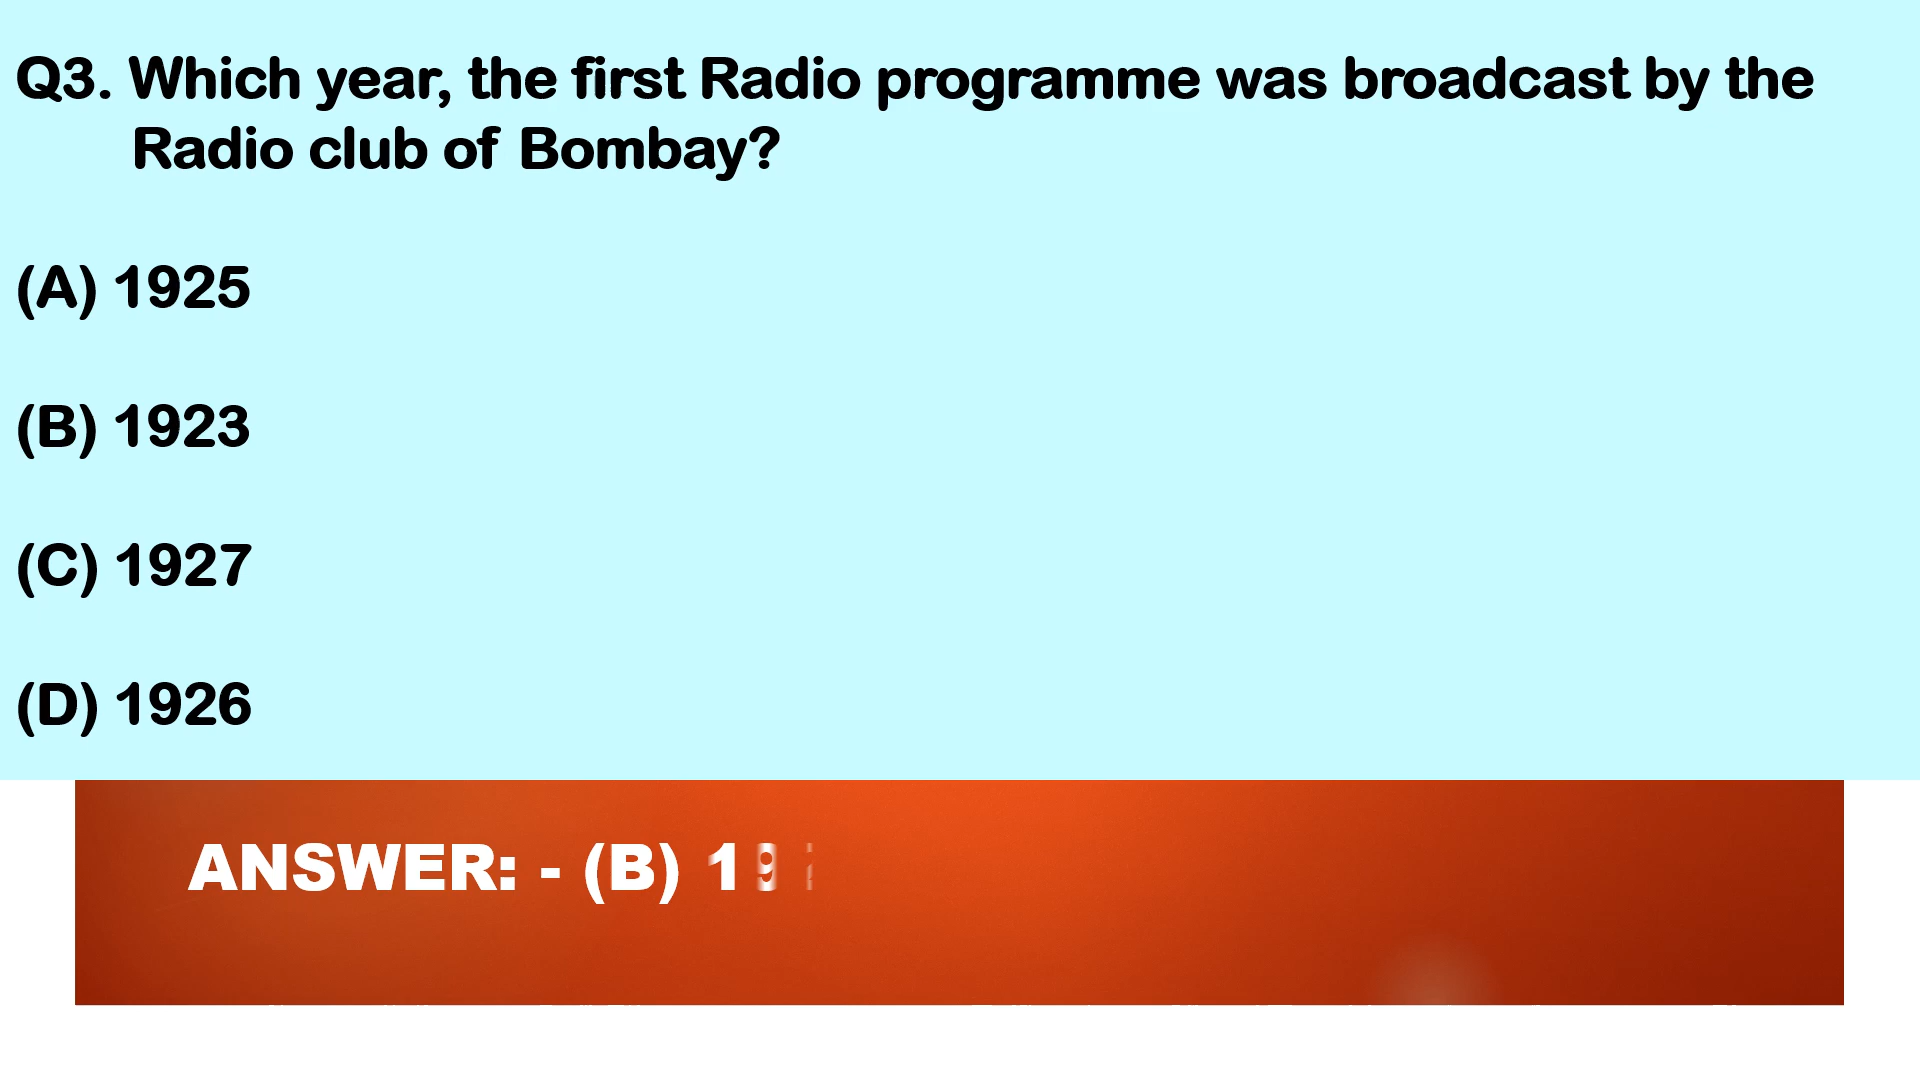 Q3. Which year, the first Radio programme was broadcast by the
Radio club of Bombay?
(A) 1925
(B) 1923
(C) 1927
(D) 1926
ANSWER: - (B) 19